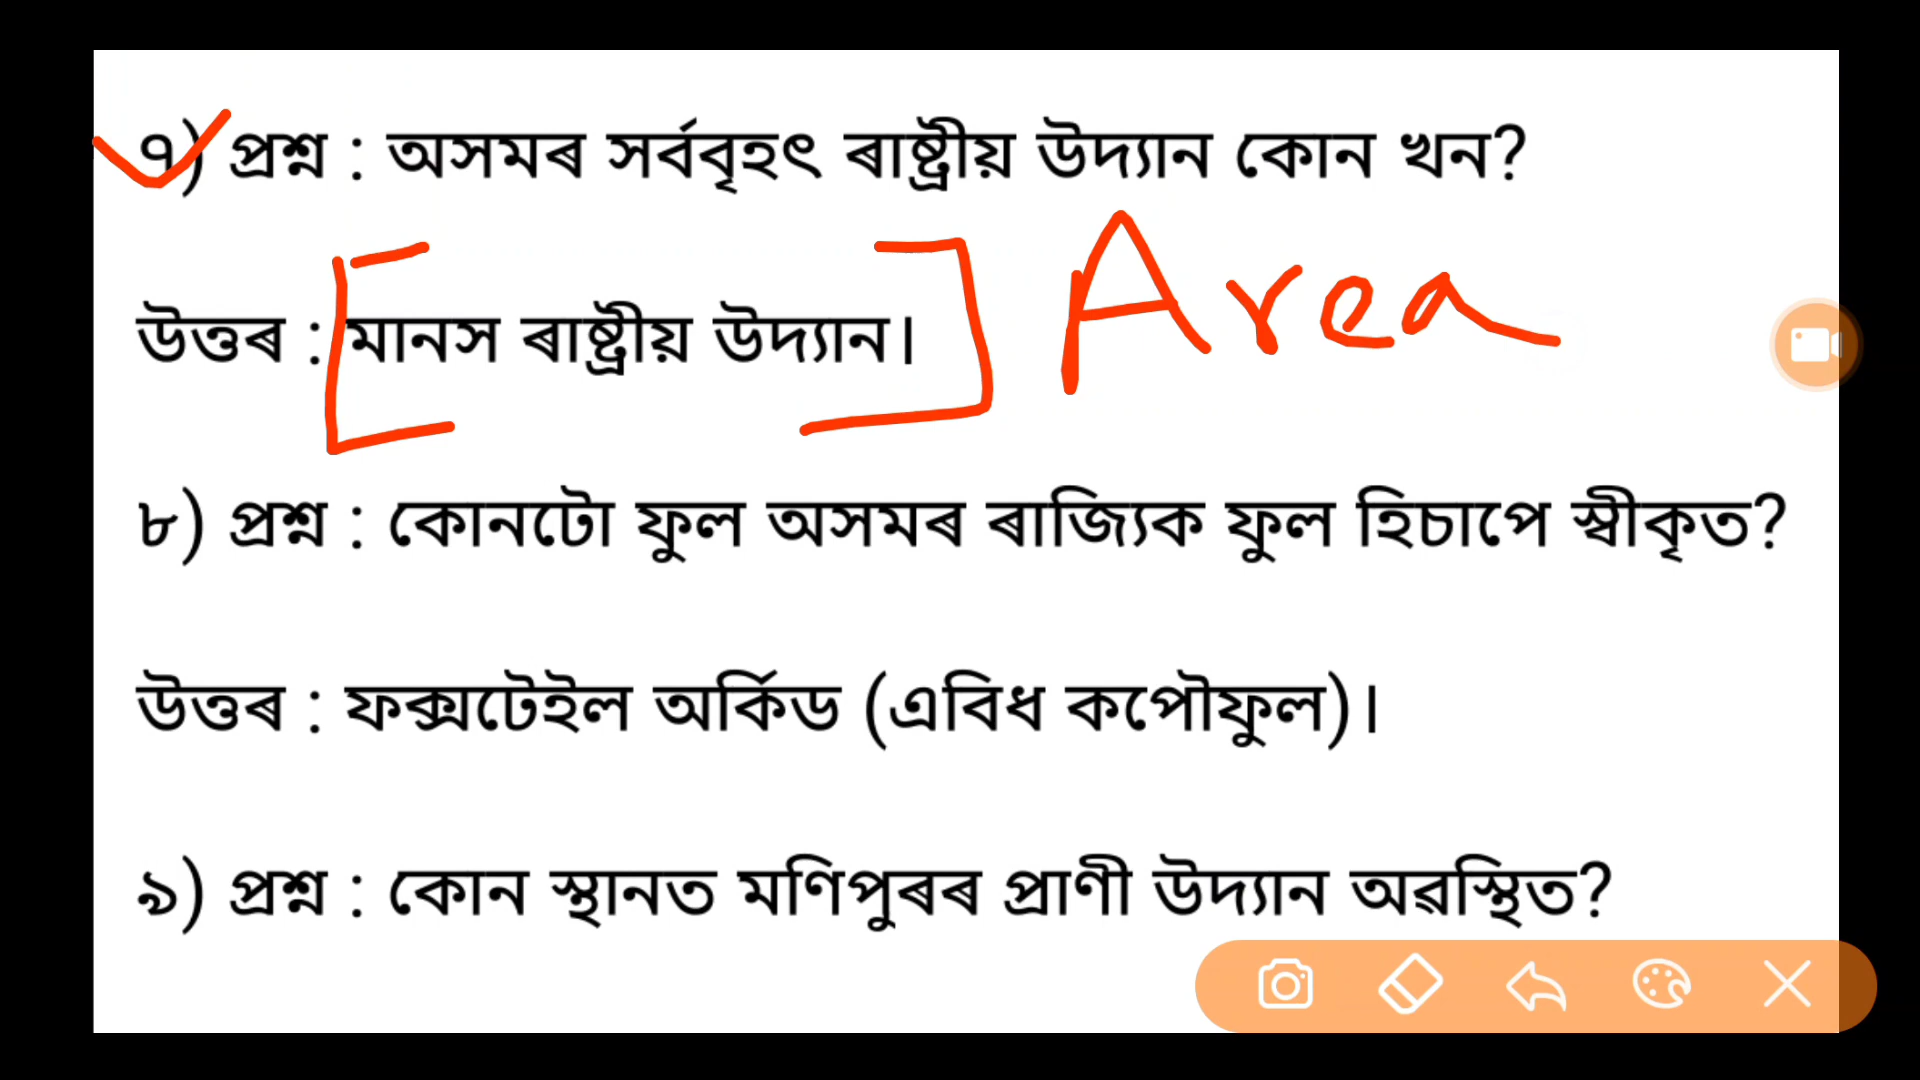 ৭) প্ৰশ্ন : অসমৰ সৰ্ববৃহৎ ৰাষ্ট্ৰীয় উদ্যান কোন খন?
উত্তৰ : মানস ৰাষ্ট্ৰীয় উদ্যান। Area
৮) প্ৰশ্ন : কোনটো ফুল অসমৰ ৰাজ্যিক ফুল হিচাপে স্বীকৃত?
উত্তৰ : ফক্সটেইল অৰ্কিড (এবিধ কপৌফুল)।
৯) প্ৰশ্ন : কোন স্থানত মণিপুৰৰ প্ৰাণী উদ্যান অৱস্থিত?